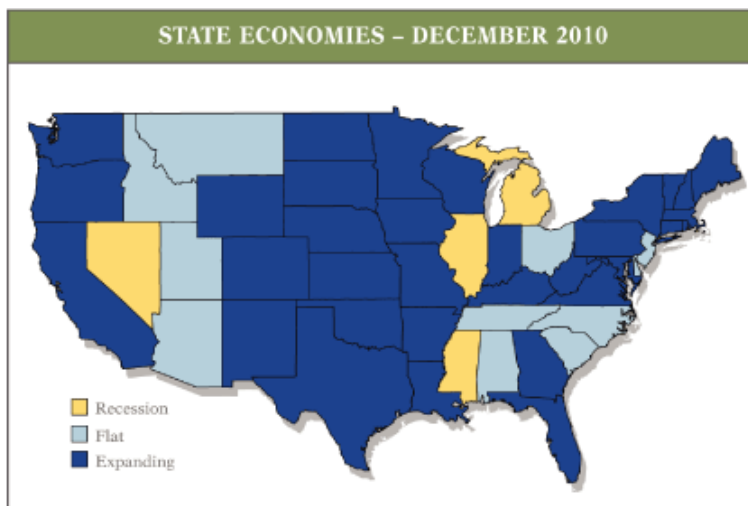 STATE ECONOMIES – DECEMBER 2010
Recession
Flat
Expanding